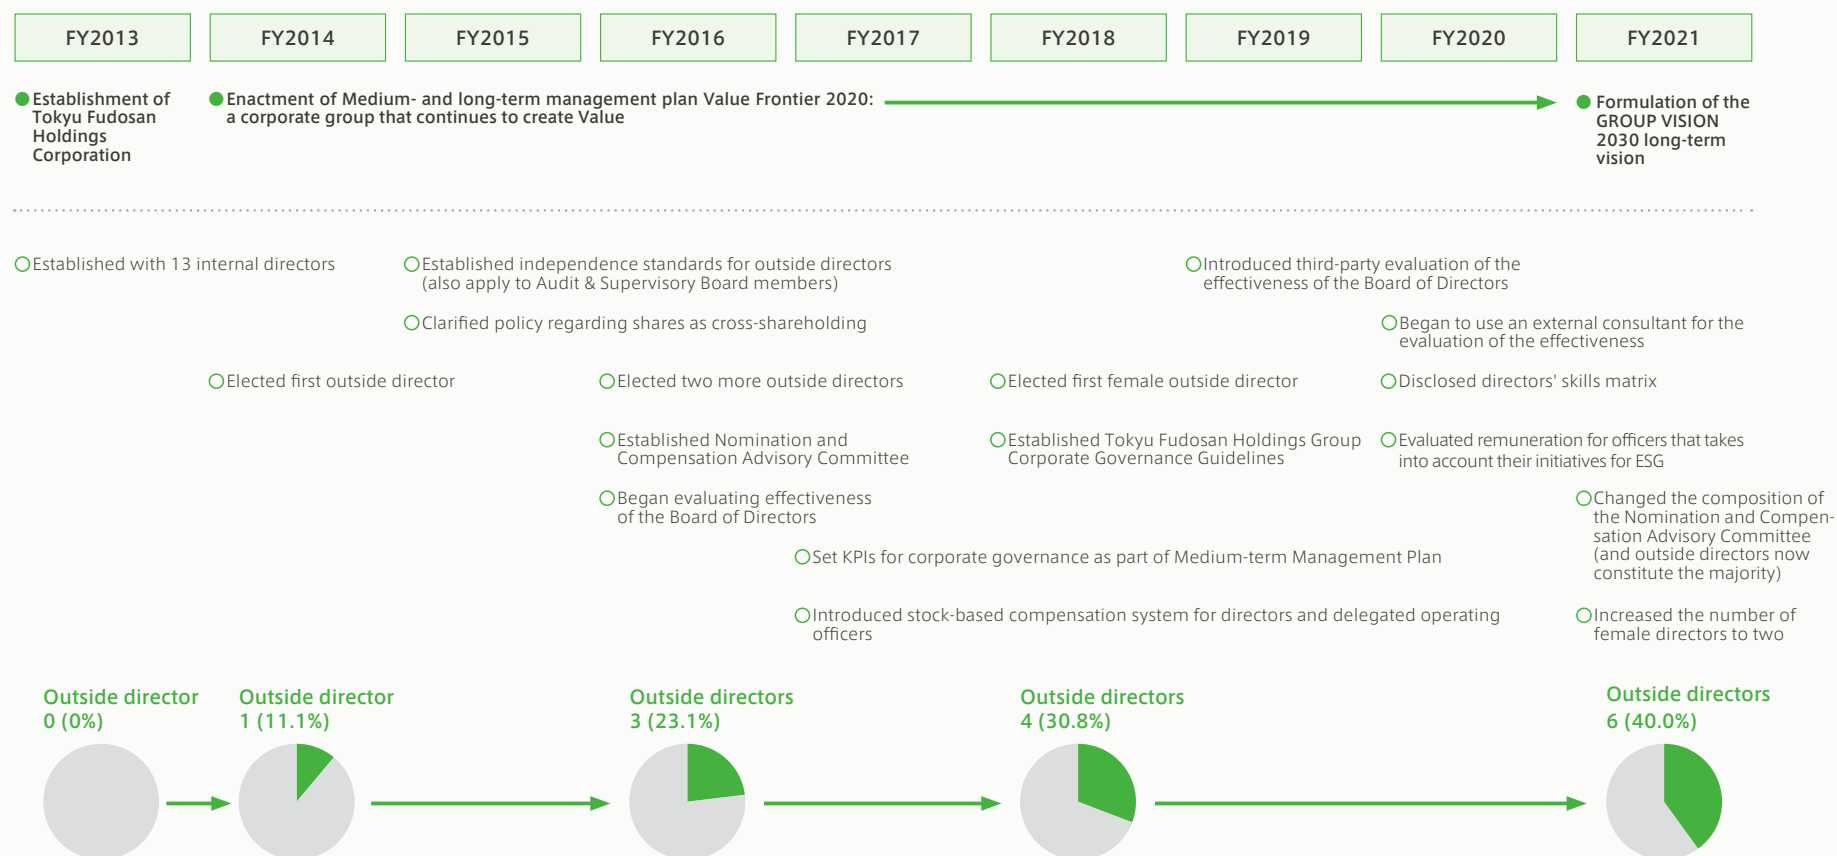 FY2013
FY2014
FY2015
FY2016
FY2017
FY2018
FY2019
FY2020
FY2021
Establishment of
Tokyu Fudosan
Holdings
Corporation
Enactment of Medium- and long-term management plan Value Frontier 2020:
a corporate group that continues to create Value
Formulation of the
GROUP VISION
2030 long-term
vision
Established with 13 internal directors
Established independence standards for outside directors
(also apply to Audit & Supervisory Board members)
Introduced third-party evaluation of the
effectiveness of the Board of Directors
Clarified policy regarding shares as cross-shareholding
Began to use an external consultant for the
evaluation of the effectiveness
Elected first outside director
Elected two more outside directors
Elected first female outside director
Disclosed directors' skills matrix
Established Nomination and
Compensation Advisory Committee
Established Tokyu Fudosan Holdings Group
Corporate Governance Guidelines
Evaluated remuneration for officers that takes
into account their initiatives for ESG
Began evaluating effectiveness
of the Board of Directors
Changed the composition of
the Nomination and Compen-
sation Advisory Committee
(and outside directors now
constitute the majority)
Set KPIs for corporate governance as part of Medium-term Management Plan
Introduced stock-based compensation system for directors and delegated operating
officers
Increased the number of
female directors to two
Outside director
0 (0%)
Outside director
1 (11.1%)
Outside directors
3 (23.1%)
Outside directors
4 (30.8%)
Outside directors
6 (40.0%)